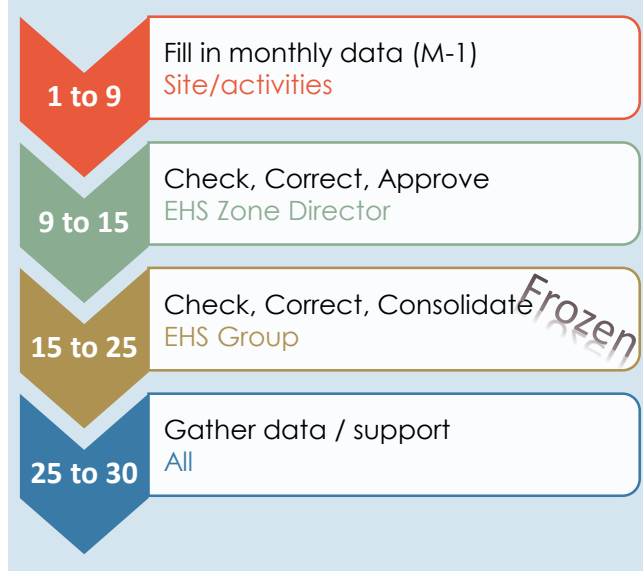 1 to 9
Fill in monthly data (M-1)
Site/activities
9 to 15
Check, Correct, Approve
EHS Zone Director
15 to 25
Check, Correct, Consolidate
EHS Group
Frozen
25 to 30
Gather data / support
All